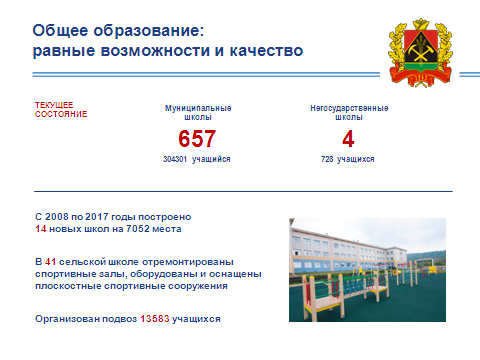 Общее образование:
равные возможности и качество
ТЕКУЩЕЕ
СОСТОЯНИЕ
Муниципальные
школы
657
304301 учащийся
Негосударственные
школы
4
728 учащихся
С 2008 по 2017 годы построено
14 новых школ на 7052 места
В 41 сельской школе отремонтированы
спортивные залы, оборудованы и оснащены
плоскостные спортивные сооружения
Организован подвоз 13583 учащихся